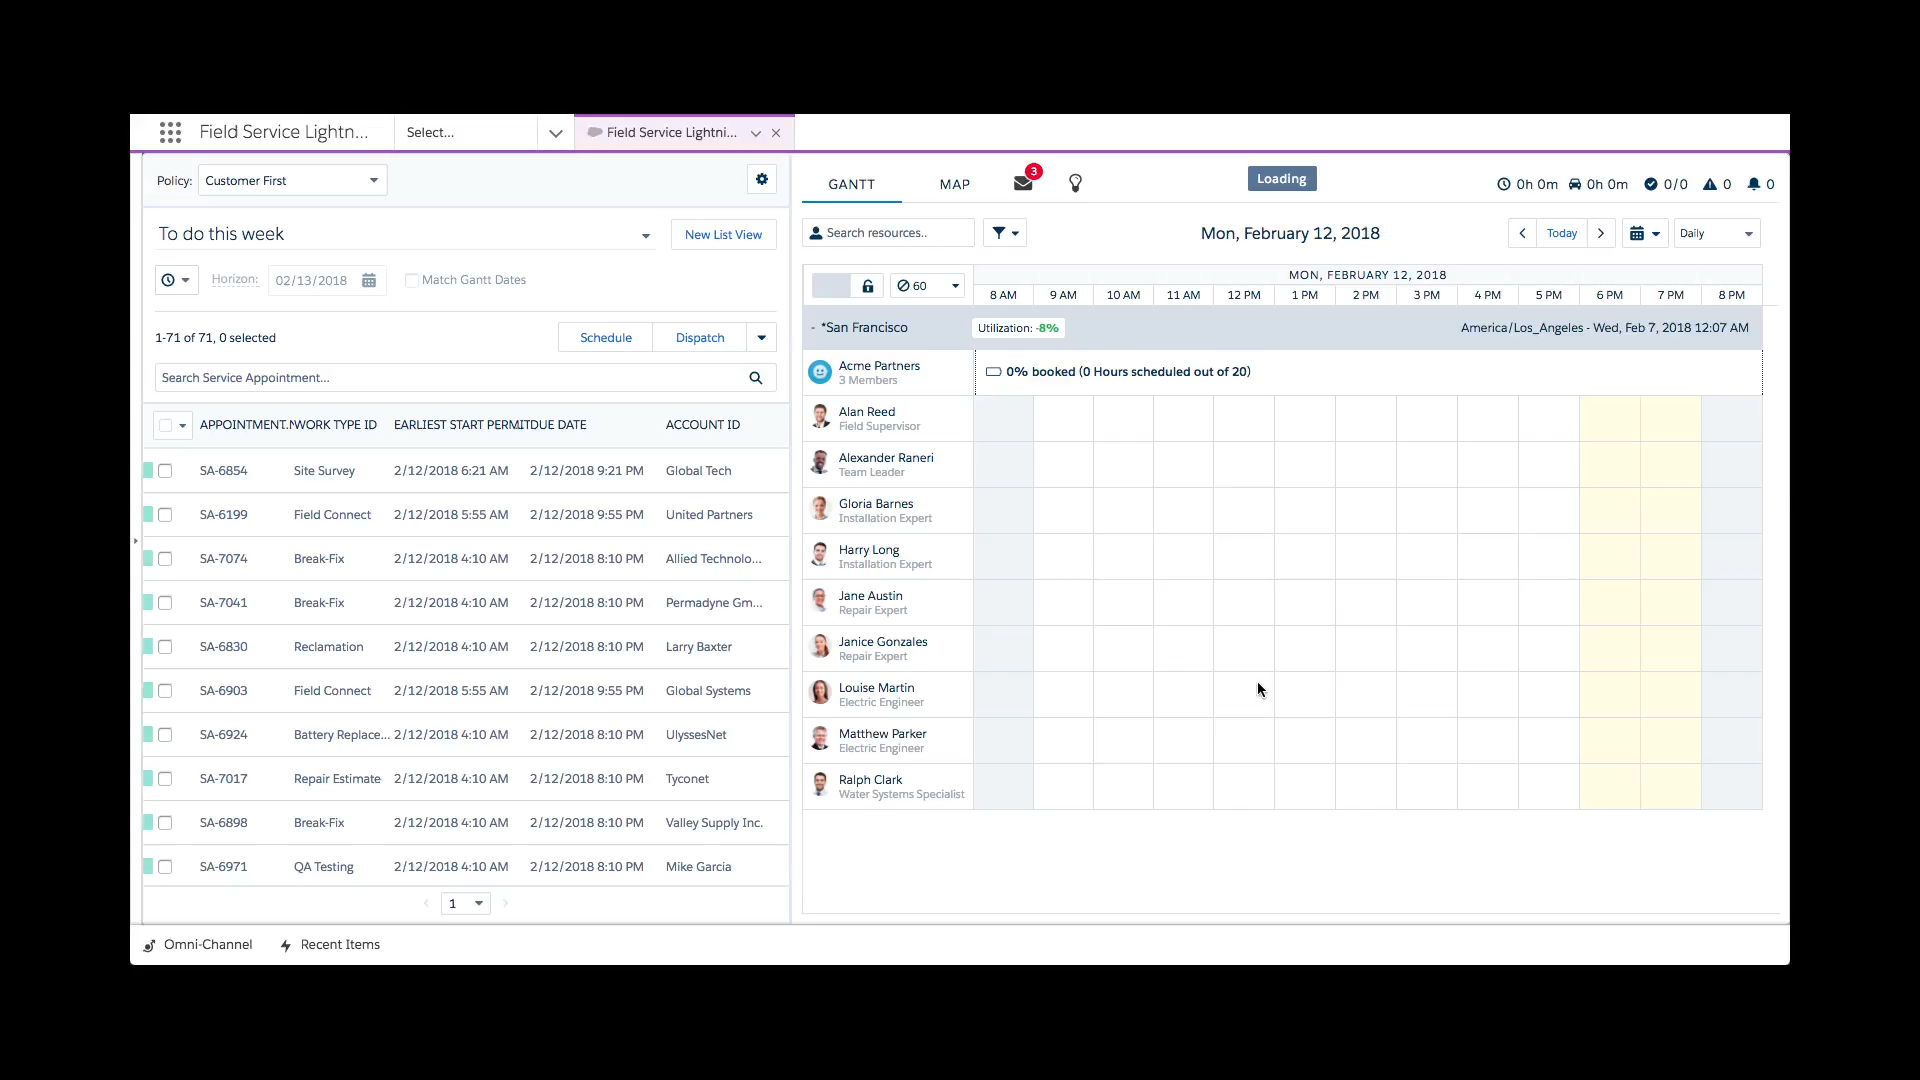 Field Service Lightn...
Select...
Field Service Lightni...
Policy:
Customer First
To do this week
New List View
Horizon:
02/13/2018
Match Gantt Dates
1-71 of 71, 0 selected
Schedule
Dispatch
Search Service Appointment...
APPOINTMENT.NWORK TYPE ID EARLIEST START PERMITDUE DATE ACCOUNT ID
SA-6854 Site Survey 2/12/2018 6:21 AM 2/12/2018 9:21 PM Global Tech
SA-6199 Field Connect 2/12/2018 5:55 AM 2/12/2018 9:55 PM United Partners
SA-7074 Break-Fix 2/12/2018 4:10 AM 2/12/2018 8:10 PM Allied Technolo...
SA-7041 Break-Fix 2/12/2018 4:10 AM 2/12/2018 8:10 PM Permadyne Gm...
SA-6830 Reclamation 2/12/2018 4:10 AM 2/12/2018 8:10 PM Larry Baxter
SA-6903 Field Connect 2/12/2018 5:55 AM 2/12/2018 9:55 PM Global Systems
SA-6924 Battery Replace... 2/12/2018 4:10 AM 2/12/2018 8:10 PM UlyssesNet
SA-7017 Repair Estimate 2/12/2018 4:10 AM 2/12/2018 8:10 PM Tyconet
SA-6898 Break-Fix 2/12/2018 4:10 AM 2/12/2018 8:10 PM Valley Supply Inc.
SA-6971 QA Testing 2/12/2018 4:10 AM 2/12/2018 8:10 PM Mike Garcia
1
GANTT
MAP
3
Loading
0h 0m
0h 0m
0/0
0
0
Search resources..
Mon, February 12, 2018
Today
Daily
60
MON, FEBRUARY 12, 2018
8 AM 9 AM 10 AM 11 AM 12 PM 1 PM 2 PM 3 PM 4 PM 5 PM 6 PM 7 PM 8 PM
- *San Francisco
Utilization: -8%
America/Los_Angeles - Wed, Feb 7, 2018 12:07 AM
Acme Partners
3 Members
0% booked (0 Hours scheduled out of 20)
Alan Reed
Field Supervisor
Alexander Raneri
Team Leader
Gloria Barnes
Installation Expert
Harry Long
Installation Expert
Jane Austin
Repair Expert
Janice Gonzales
Repair Expert
Louise Martin
Electric Engineer
Matthew Parker
Electric Engineer
Ralph Clark
Water Systems Specialist
Omni-Channel
Recent Items